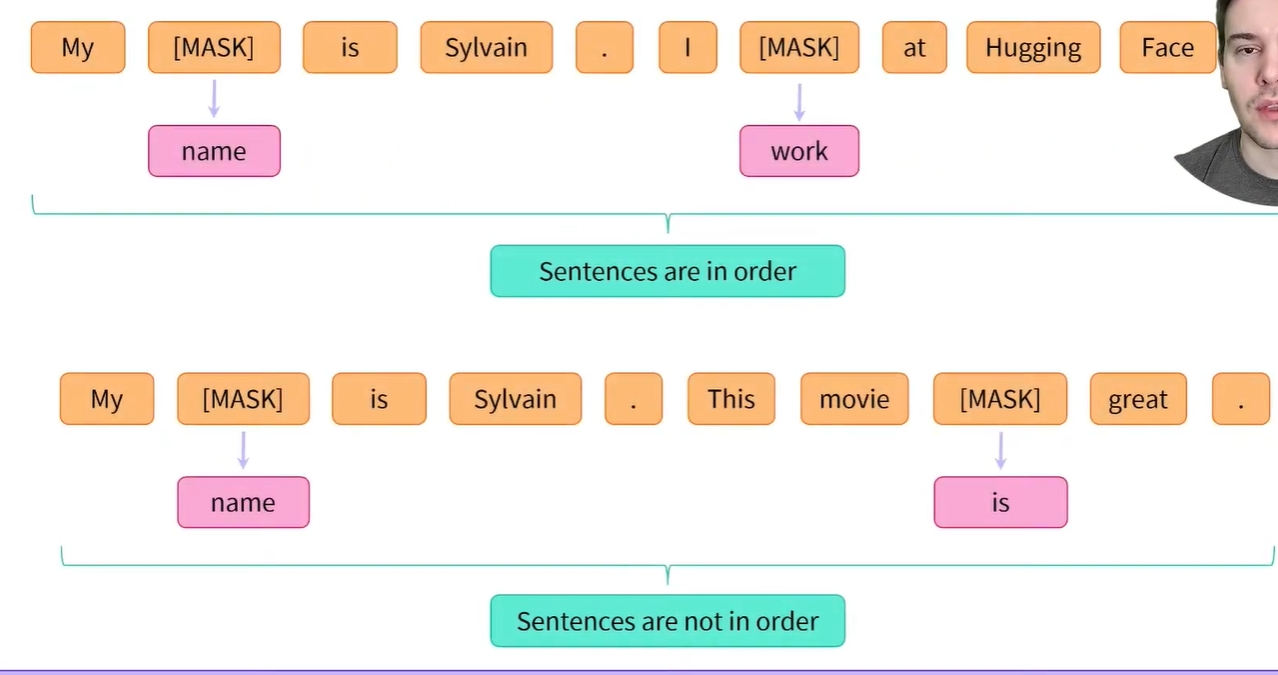 My [MASK] is Sylvain . I [MASK] at Hugging Face
name work
Sentences are in order
My [MASK] is Sylvain . This movie [MASK] great .
name is
Sentences are not in order